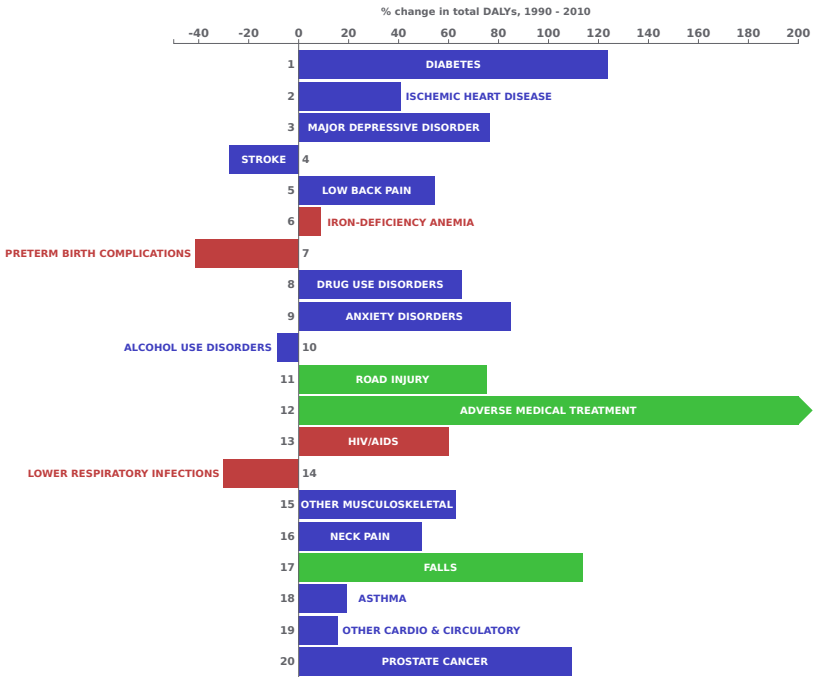 % change in total DALYs, 1990 - 2010
-40 -20 0 20 40 60 80 100 120 140 160 180 200
1 DIABETES
2 ISCHEMIC HEART DISEASE
3 MAJOR DEPRESSIVE DISORDER
STROKE 4
5 LOW BACK PAIN
6 IRON-DEFICIENCY ANEMIA
PRETERM BIRTH COMPLICATIONS 7
8 DRUG USE DISORDERS
9 ANXIETY DISORDERS
ALCOHOL USE DISORDERS 10
11 ROAD INJURY
12 ADVERSE MEDICAL TREATMENT
13 HIV/AIDS
LOWER RESPIRATORY INFECTIONS 14
15 OTHER MUSCULOSKELETAL
16 NECK PAIN
17 FALLS
18 ASTHMA
19 OTHER CARDIO & CIRCULATORY
20 PROSTATE CANCER